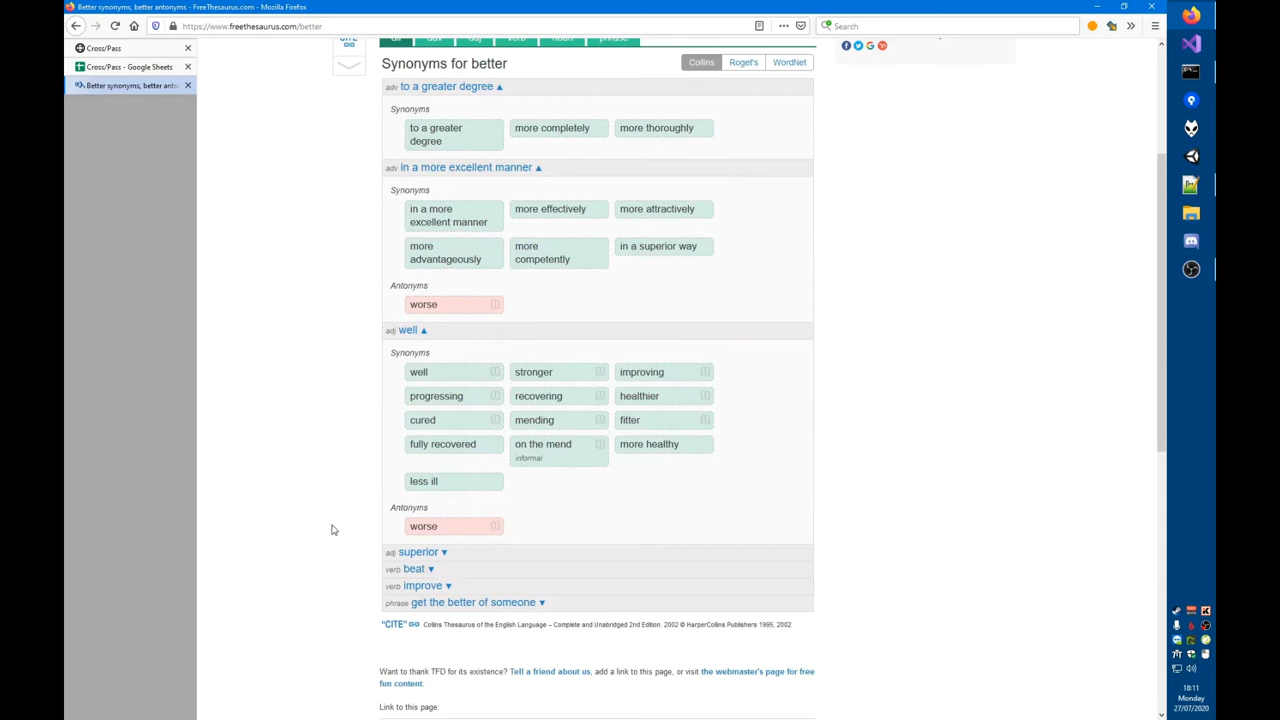 Better synonyms, better antonyms - FreeThesaurus.com - Mozilla Firefox
https://www.freethesaurus.com/better
Search
Cross/Pass
Cross/Pass - Google Sheets
Better synonyms, better anto
CITE
Synonyms for better
Collins
Roget's
WordNet
adv to a greater degree ▲
Synonyms
to a greater degree
more completely
more thoroughly
adv in a more excellent manner ▲
Synonyms
in a more excellent manner
more effectively
more attractively
more advantageously
more competently
in a superior way
Antonyms
worse
adj well ▲
Synonyms
well
stronger
improving
progressing
recovering
healthier
cured
mending
fitter
fully recovered
on the mend
informal
more healthy
less ill
Antonyms
worse
adj superior ▼
verb beat ▼
verb improve ▼
phrase get the better of someone ▼
"CITE" Collins Thesaurus of the English Language – Complete and Unabridged 2nd Edition. 2002 © HarperCollins Publishers 1995, 2002
Want to thank TFD for its existence? Tell a friend about us, add a link to this page, or visit the webmaster's page for free
fun content.
Link to this page:
18:11
Monday
27/07/2020